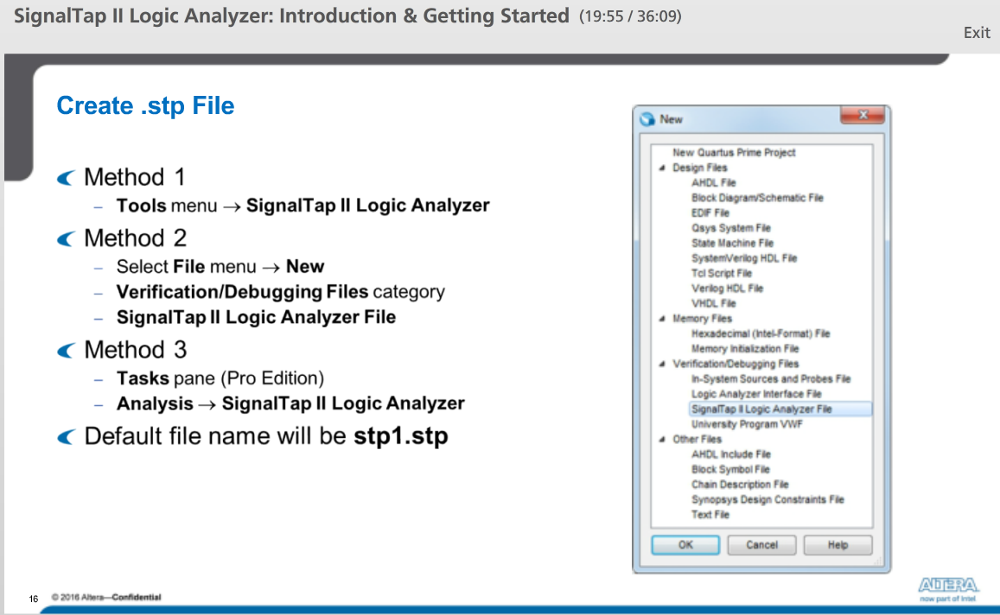 SignalTap II Logic Analyzer: Introduction & Getting Started (19:55 / 36:09)
Exit
Create .stp File
Method 1
– Tools menu → SignalTap II Logic Analyzer
Method 2
– Select File menu → New
– Verification/Debugging Files category
– SignalTap II Logic Analyzer File
Method 3
– Tasks pane (Pro Edition)
– Analysis → SignalTap II Logic Analyzer
Default file name will be stp1.stp
New
New Quartus Prime Project
Design Files
AHDL File
Block Diagram/Schematic File
EDIF File
Qsys System File
State Machine File
SystemVerilog HDL File
Tcl Script File
Verilog HDL File
VHDL File
Memory Files
Hexadecimal (Intel-Format) File
Memory Initialization File
Verification/Debugging Files
In-System Sources and Probes File
Logic Analyzer Interface File
SignalTap II Logic Analyzer File
University Program VWF
Other Files
AHDL Include File
Block Symbol File
Chain Description File
Synopsys Design Constraints File
Text File
OK Cancel Help
16 © 2016 Altera—Confidential
ALTERA
now part of Intel